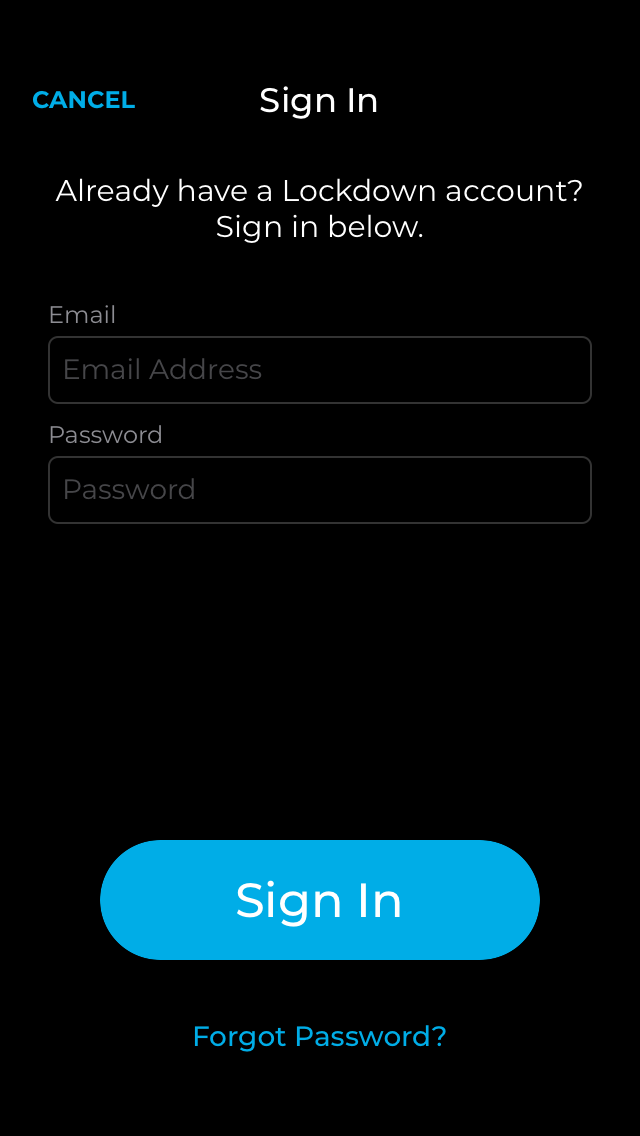 CANCEL
Sign In
Already have a Lockdown account?
Sign in below.
Email
Email Address
Password
Password
Sign In
Forgot Password?